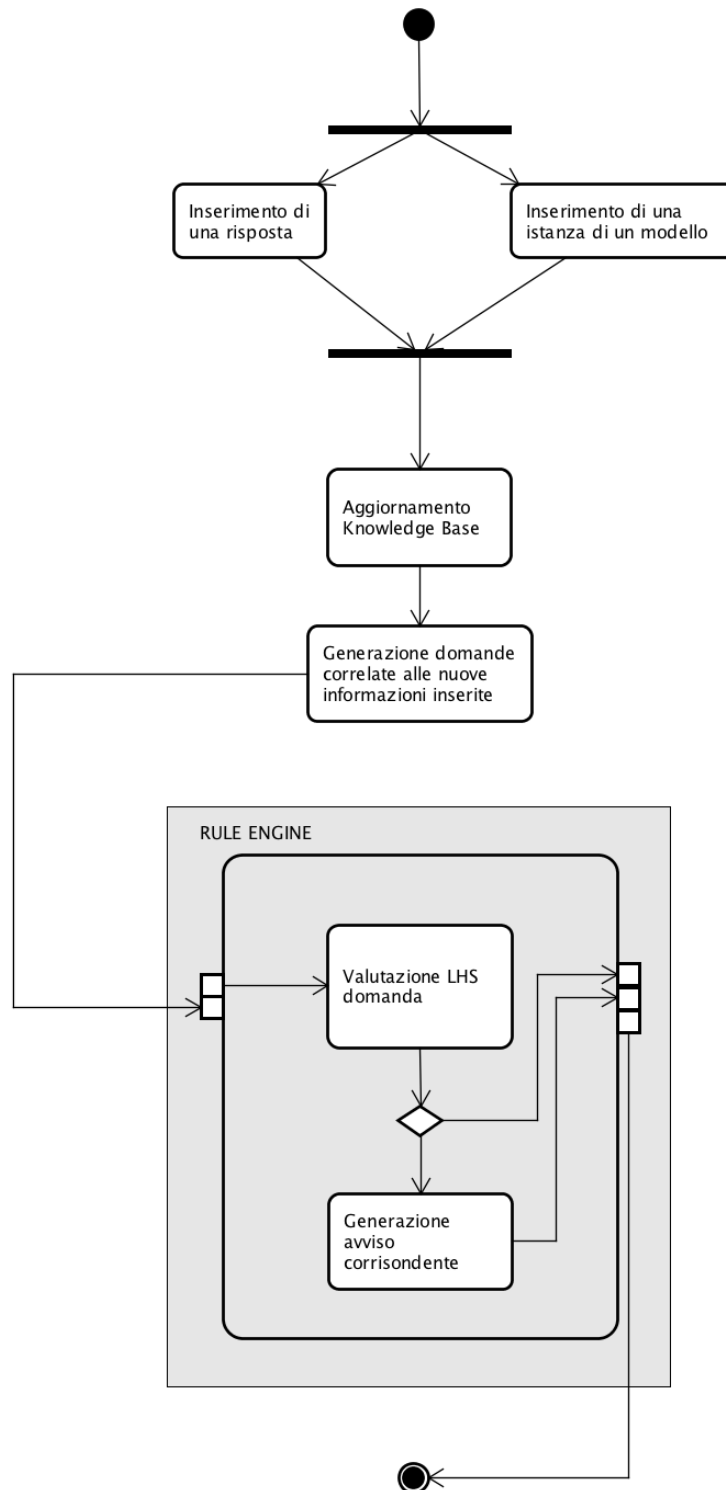 Inserimento di
una risposta
Inserimento di una
istanza di un modello
Aggiornamento
Knowledge Base
Generazione domande
correlate alle nuove
informazioni inserite
RULE ENGINE
Valutazione LHS
domanda
Generazione
avviso
corrisondente